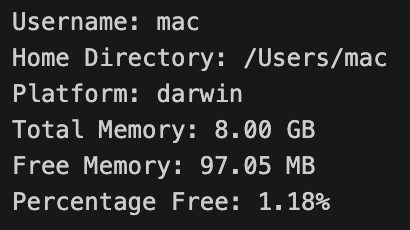 Username: mac
Home Directory: /Users/mac
Platform: darwin
Total Memory: 8.00 GB
Free Memory: 97.05 MB
Percentage Free: 1.18%